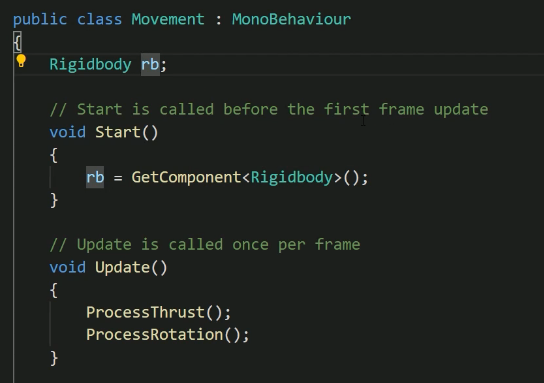 public class Movement : MonoBehaviour
{
Rigidbody rb;
// Start is called before the first frame update
void Start()
{
rb = GetComponent<Rigidbody>();
}
// Update is called once per frame
void Update()
{
ProcessThrust();
ProcessRotation();
}